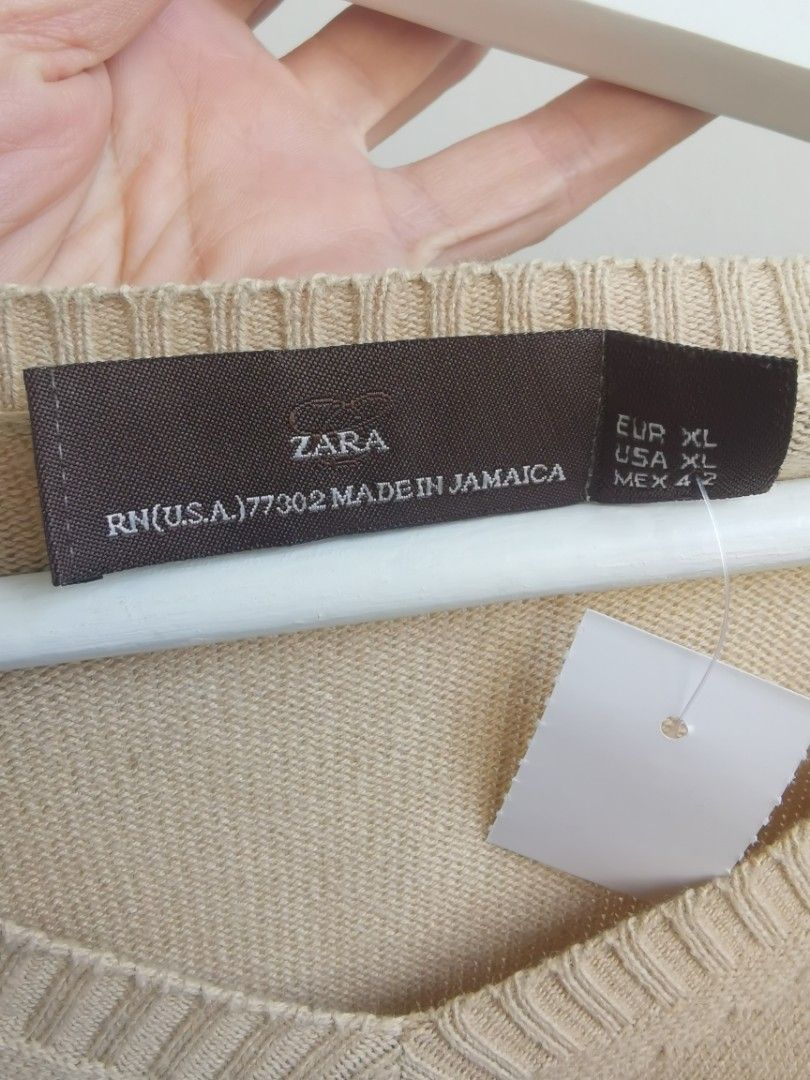 ZARA
RN(U.S.A.)77302 MADE IN JAMAICA
EUR XL
USA XL
MEX 42